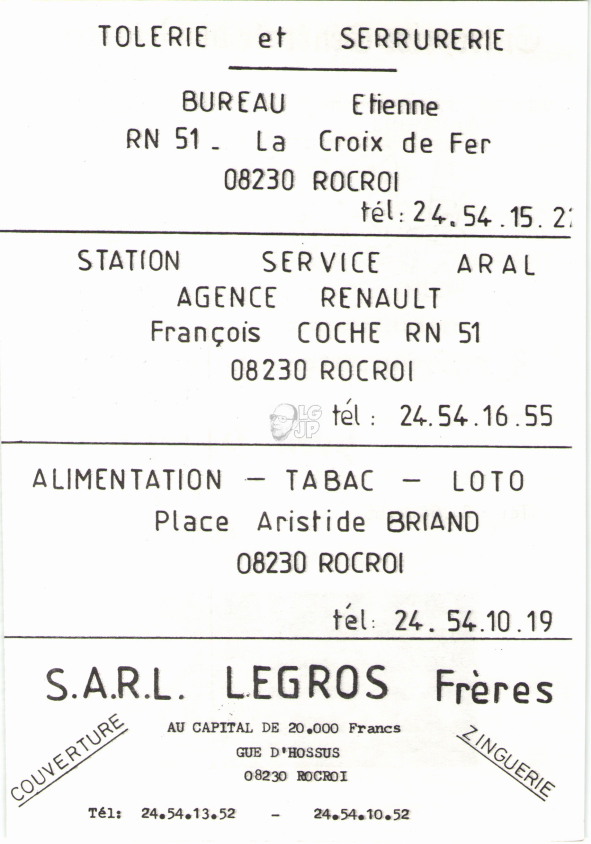 TOLERIE et SERRURERIE
BUREAU Etienne
RN 51 - La Croix de Fer
08230 ROCROI
tél: 24.54.15.2
STATION SERVICE ARAL
AGENCE RENAULT
François COCHE RN 51
08230 ROCROI
LG
JP
tél: 24.54.16.55
ALIMENTATION - TABAC - LOTO
Place Aristide BRIAND
08230 ROCROI
tél: 24.54.10.19
S.A.R.L. LEGROS Frères
COUVERTURE
AU CAPITAL DE 20.000 Francs
ZINGUERIE
GUE D'HOSSUS
08230 ROCROI
Tél: 24.54.13.52 - 24.54.10.52